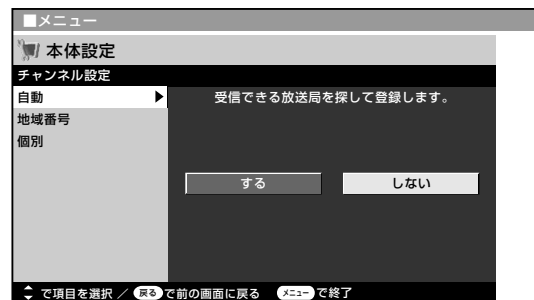 ■メニュー
本体設定
チャンネル設定
自動 ▶
受信できる放送局を探して登録します。
地域番号
個別
する しない
で項目を選択 / 戻る で前の画面に戻る メニュー で終了